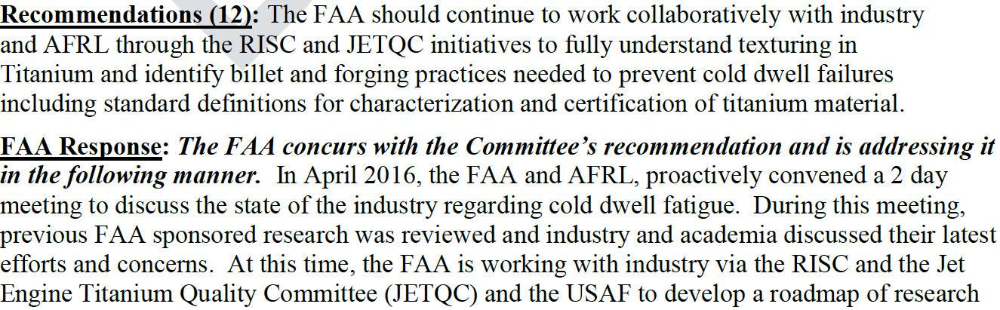 Recommendations (12): The FAA should continue to work collaboratively with industry
and AFRL through the RISC and JETQC initiatives to fully understand texturing in
Titanium and identify billet and forging practices needed to prevent cold dwell failures
including standard definitions for characterization and certification of titanium material.
FAA Response: The FAA concurs with the Committee’s recommendation and is addressing it
in the following manner. In April 2016, the FAA and AFRL, proactively convened a 2 day
meeting to discuss the state of the industry regarding cold dwell fatigue. During this meeting,
previous FAA sponsored research was reviewed and industry and academia discussed their latest
efforts and concerns. At this time, the FAA is working with industry via the RISC and the Jet
Engine Titanium Quality Committee (JETQC) and the USAF to develop a roadmap of research